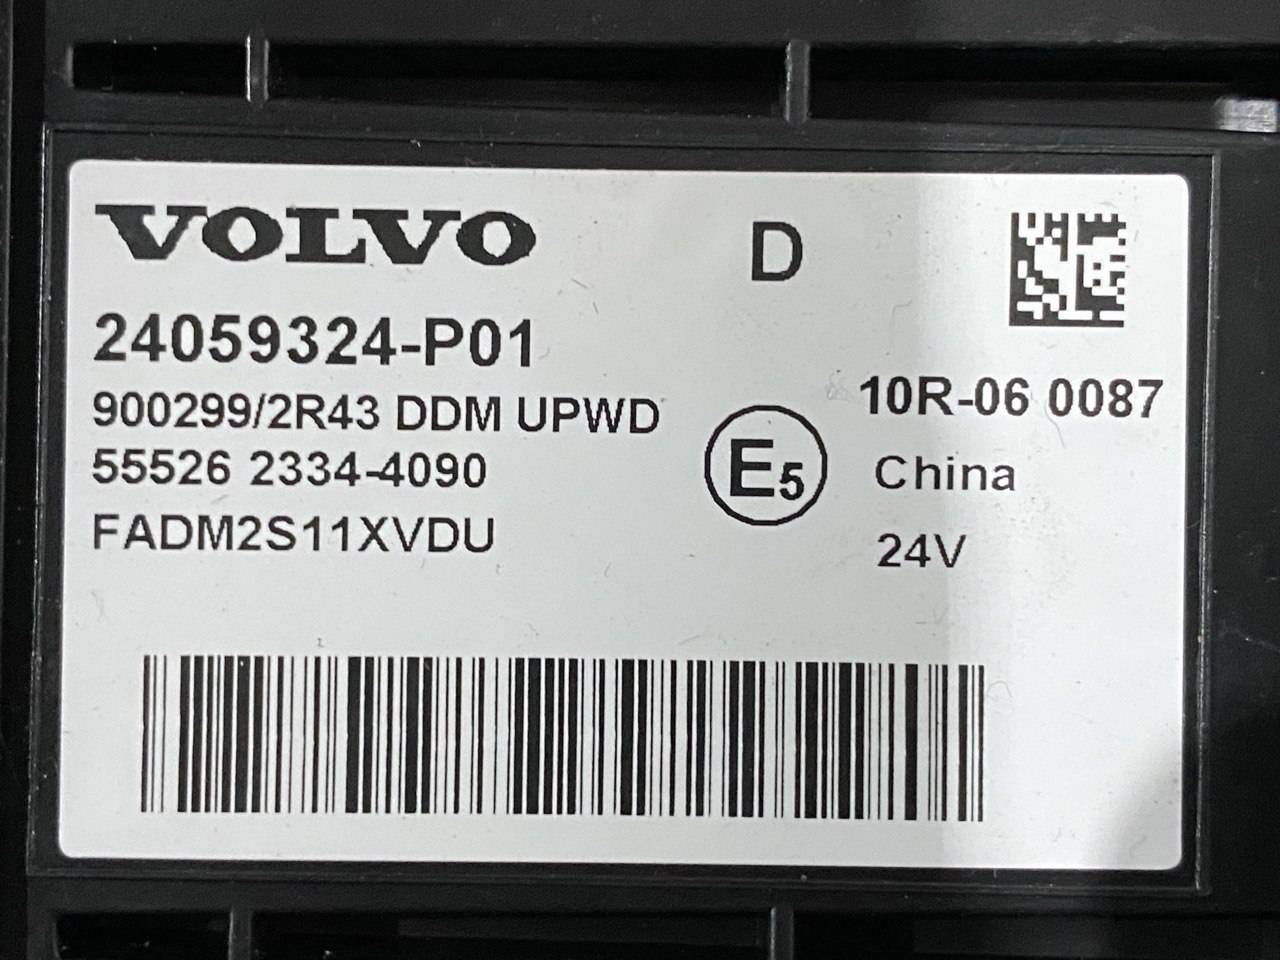 VOLVO
D
24059324-P01
900299/2R43 DDM UPWD
10R-06 0087
55526 2334-4090
E5
China
FADM2S11XVDU
24V